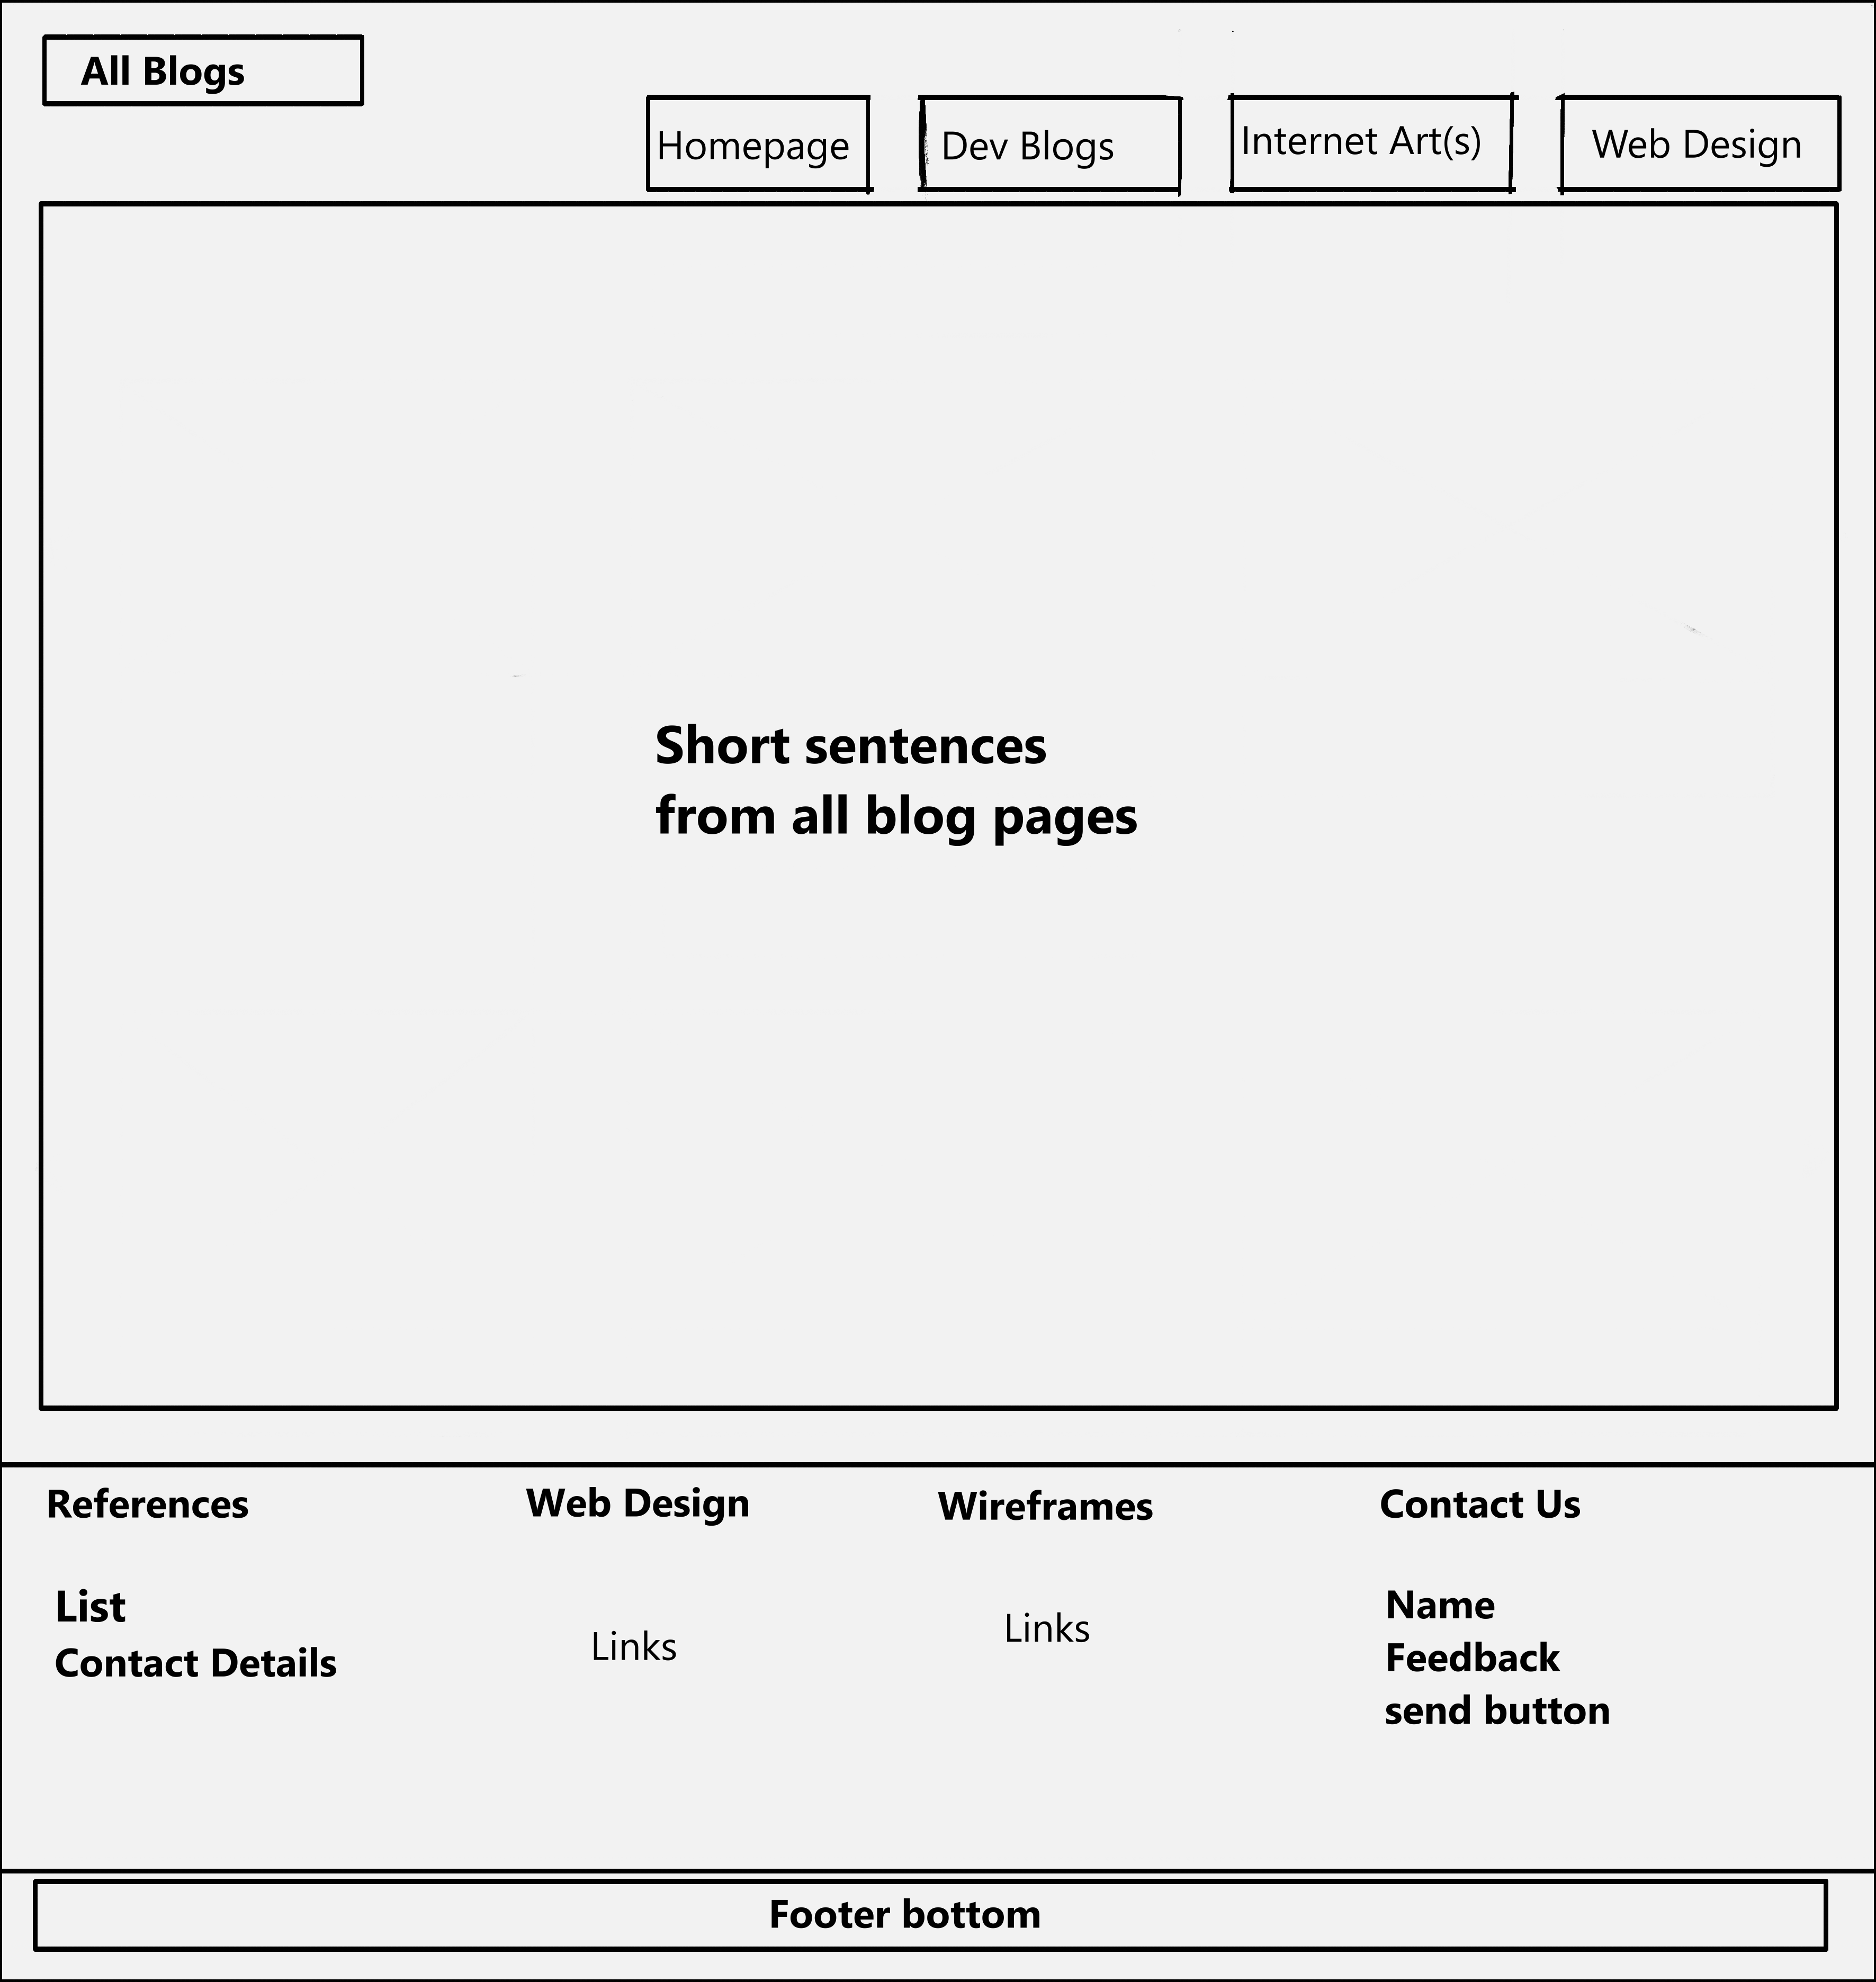 All Blogs
Homepage
Dev Blogs
Internet Art(s)
Web Design
Short sentences
from all blog pages
References
List
Contact Details
Web Design
Links
Wireframes
Links
Contact Us
Name
Feedback
send button
Footer bottom